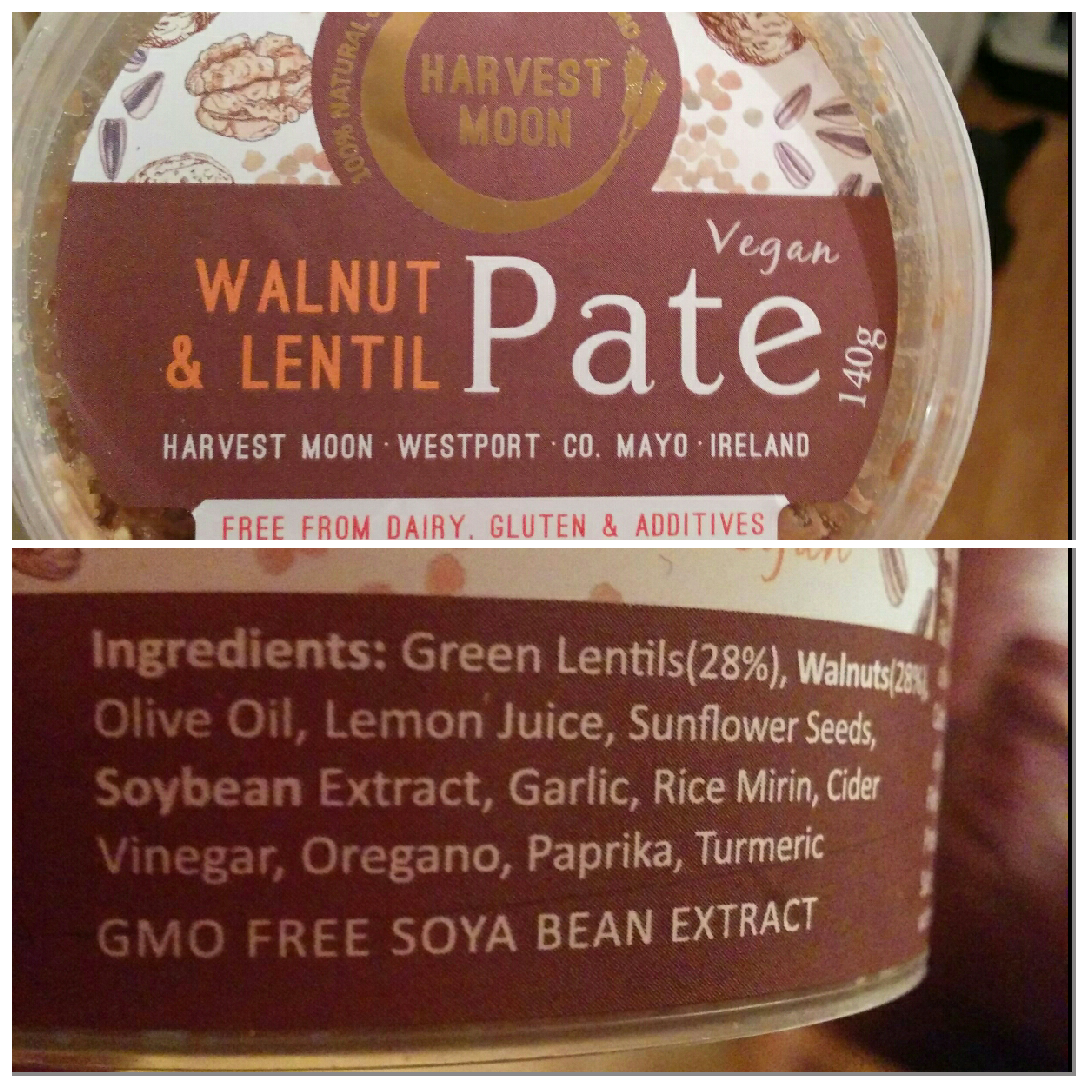 100% NATURAL
HARVEST
MOON
Vegan
WALNUT
& LENTIL
Pate
140g
HARVEST MOON · WESTPORT · CO. MAYO · IRELAND
FREE FROM DAIRY, GLUTEN & ADDITIVES
Ingredients: Green Lentils(28%), Walnuts(28%),
Olive Oil, Lemon Juice, Sunflower Seeds,
Soybean Extract, Garlic, Rice Mirin, Cider
Vinegar, Oregano, Paprika, Turmeric
GMO FREE SOYA BEAN EXTRACT